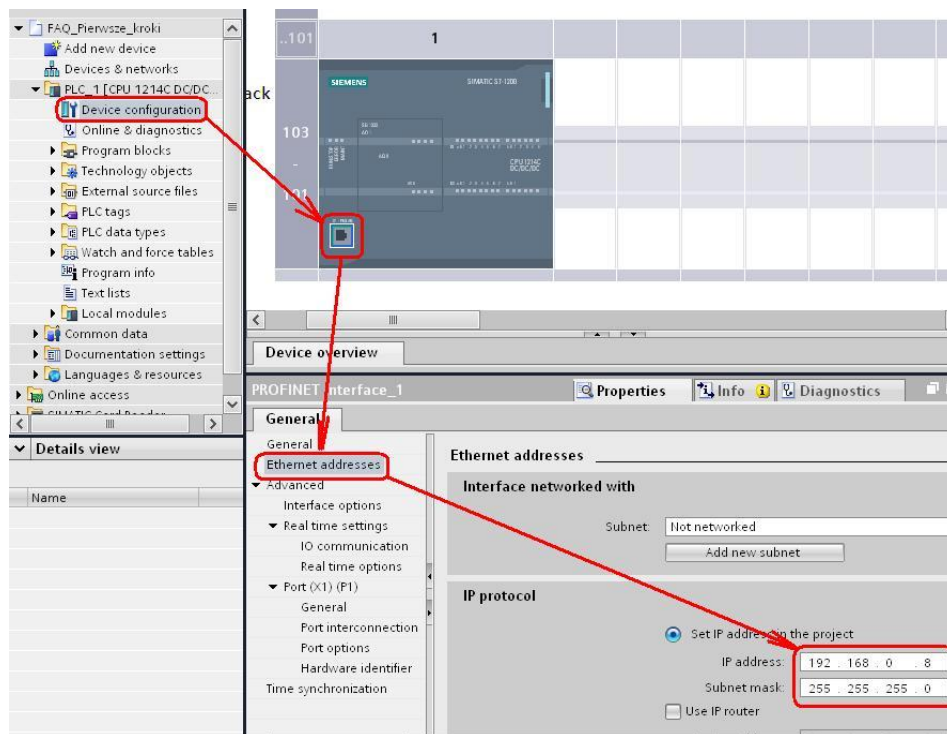 FAQ_Pierwsze_kroki
Add new device
Devices & networks
PLC_1 [CPU 1214C DC/DC...
Device configuration
Online & diagnostics
Program blocks
Technology objects
External source files
PLC tags
PLC data types
Watch and force tables
Program info
Text lists
Local modules
Common data
Documentation settings
Languages & resources
Online access
Details view
Name
..101
1
ack
103
-
101
SIEMENS
SIMATIC S7-1200
CPU 1214C
DC/DC/DC
Device overview
PROFINET interface_1
Properties
Info
Diagnostics
General
General
Ethernet addresses
Advanced
Interface options
Real time settings
IO communication
Real time options
Port (X1) (P1)
General
Port interconnection
Port options
Hardware identifier
Time synchronization
Ethernet addresses
Interface networked with
Subnet: Not networked
Add new subnet
IP protocol
Set IP address in the project
IP address: 192 . 168 . 0 . 8
Subnet mask: 255 . 255 . 255 . 0
Use IP router